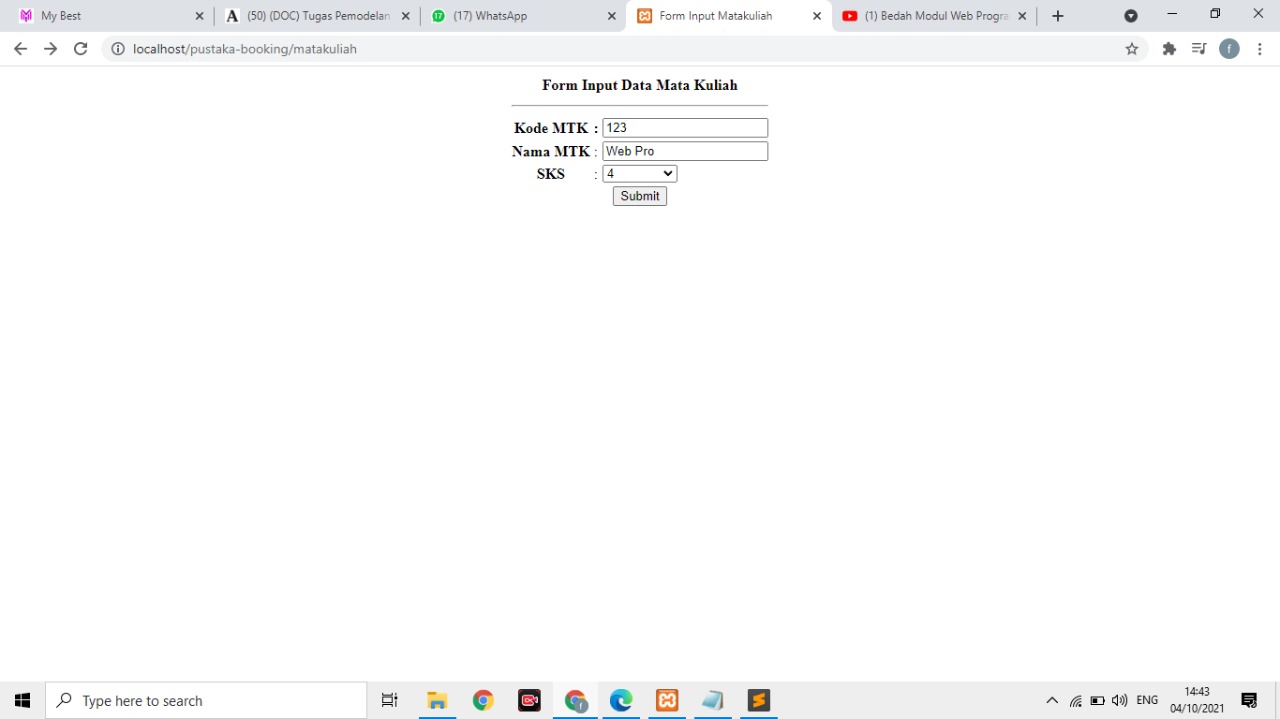 My Best
(50) (DOC) Tugas Pemodelan
(17) WhatsApp
Form Input Matakuliah
(1) Bedah Modul Web Progra
localhost/pustaka-booking/matakuliah
f
Form Input Data Mata Kuliah
Kode MTK : 123
Nama MTK : Web Pro
SKS : 4
Submit
Type here to search
ENG
14:43
04/10/2021